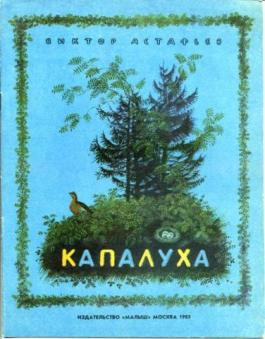 ВИКТОР АСТАФЬЕВ
КАПАЛУХА
ИЗДАТЕЛЬСТВО «МАЛЫШ» МОСКВА 1983